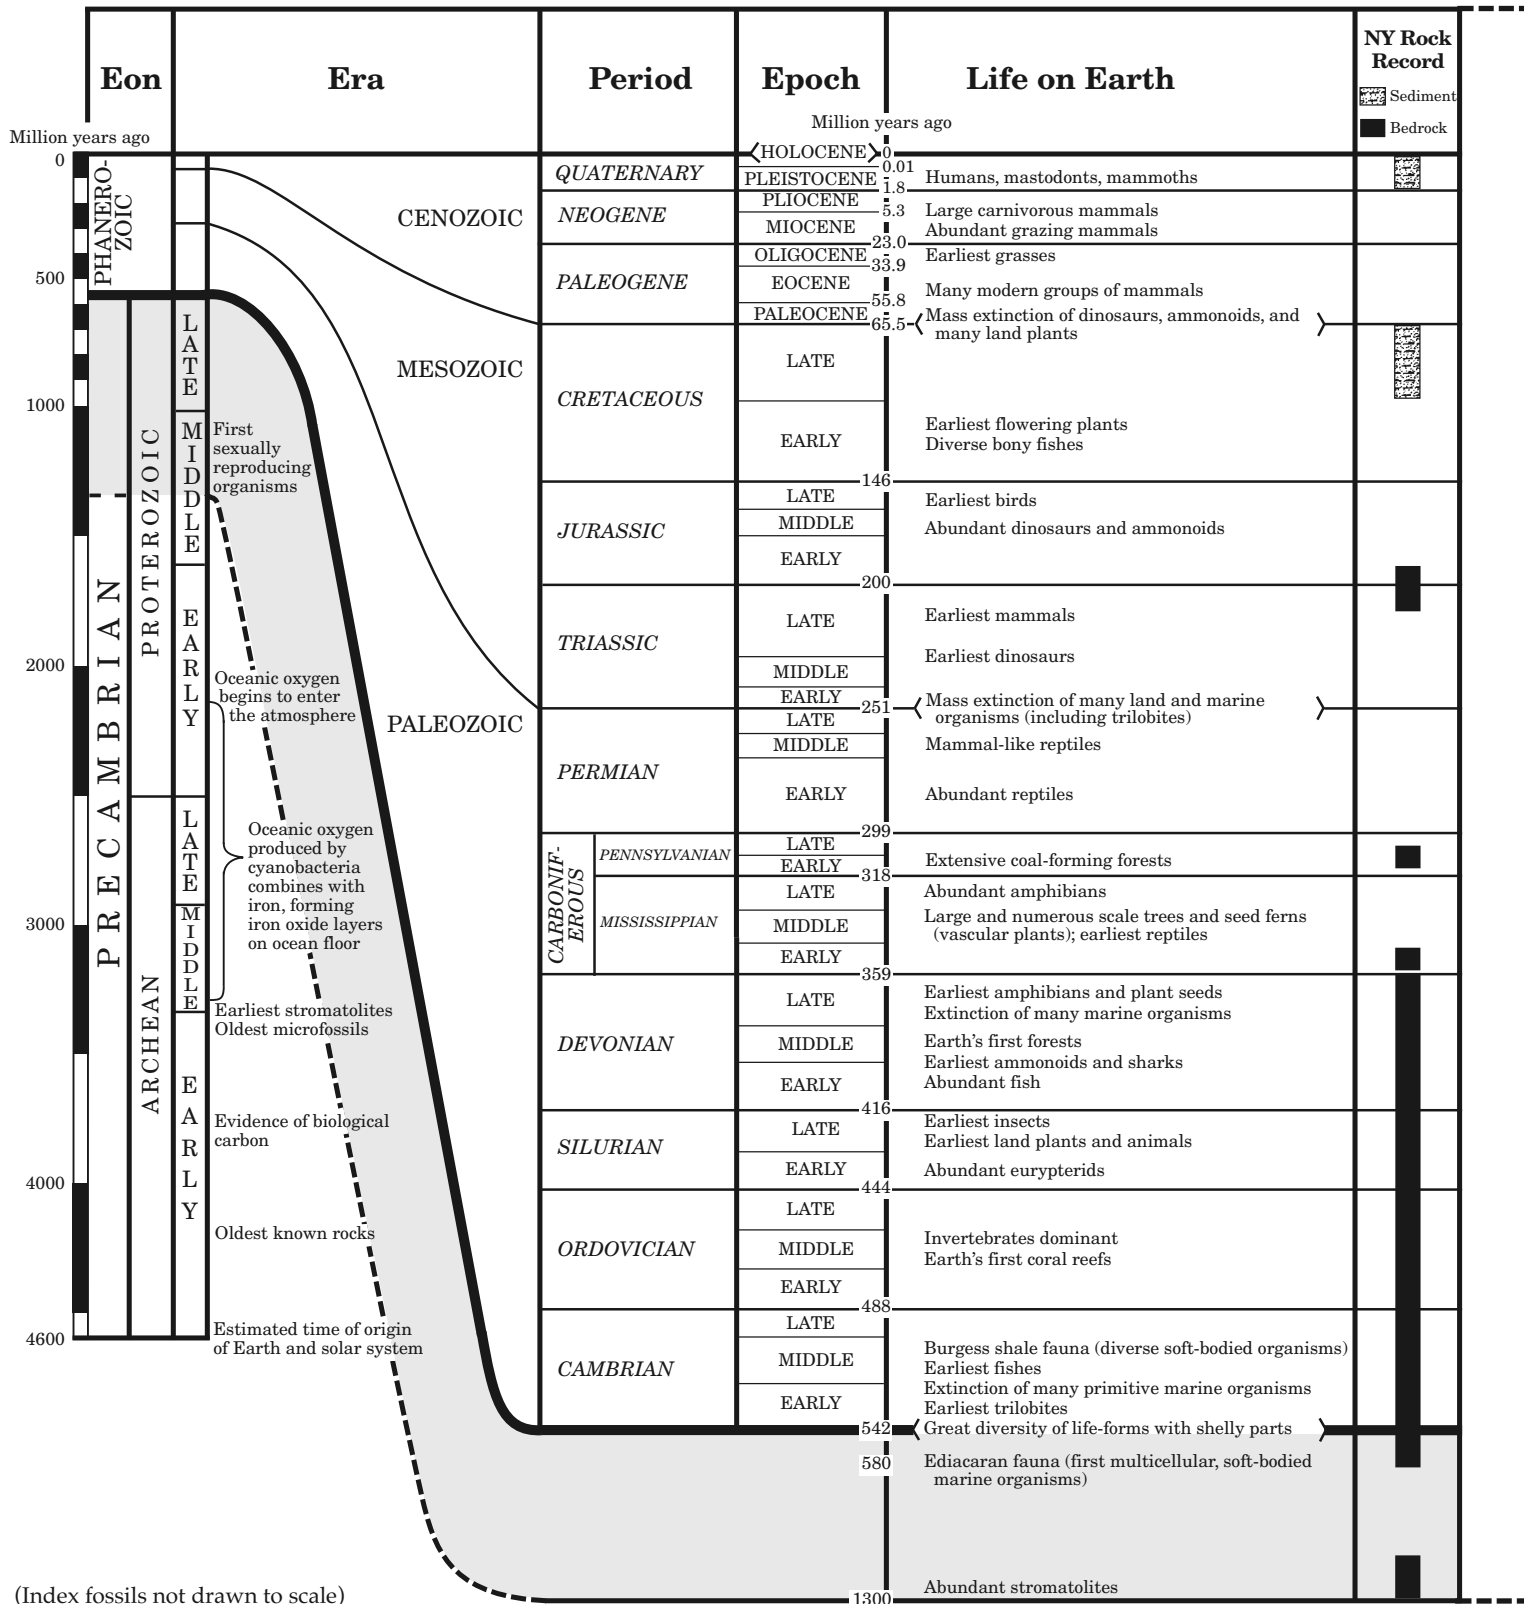 Eon
Era
Period
Epoch
Life on Earth
NY Rock
Record
Sediment
Bedrock
Million years ago
Million years ago
0
500
1000
2000
3000
4000
4600
PHANERO-
ZOIC
PRECAMBRIAN
PROTEROZOIC
ARCHEAN
LATE
MIDDLE
EARLY
LATE
MIDDLE
EARLY
First
sexually
reproducing
organisms
Oceanic oxygen
begins to enter
the atmosphere
Oceanic oxygen
produced by
cyanobacteria
combines with
iron, forming
iron oxide layers
on ocean floor
Earliest stromatolites
Oldest microfossils
Evidence of biological
carbon
Oldest known rocks
Estimated time of origin
of Earth and solar system
CENOZOIC
MESOZOIC
PALEOZOIC
QUATERNARY
HOLOCENE 0
0.01
PLEISTOCENE
1.8
Humans, mastodonts, mammoths
NEOGENE
PLIOCENE
5.3
MIOCENE
23.0
Large carnivorous mammals
Abundant grazing mammals
PALEOGENE
OLIGOCENE
33.9
EOCENE
55.8
PALEOCENE
65.5
Earliest grasses
Many modern groups of mammals
Mass extinction of dinosaurs, ammonoids, and
many land plants
CRETACEOUS
LATE
EARLY
146
Earliest flowering plants
Diverse bony fishes
JURASSIC
LATE
MIDDLE
EARLY
200
Earliest birds
Abundant dinosaurs and ammonoids
TRIASSIC
LATE
MIDDLE
EARLY
251
Earliest mammals
Earliest dinosaurs
Mass extinction of many land and marine
organisms (including trilobites)
PERMIAN
LATE
MIDDLE
EARLY
299
Mammal-like reptiles
Abundant reptiles
CARBONIF-
EROUS
PENNSYLVANIAN
LATE
EARLY
318
Extensive coal-forming forests
MISSISSIPPIAN
LATE
MIDDLE
EARLY
359
Abundant amphibians
Large and numerous scale trees and seed ferns
(vascular plants); earliest reptiles
DEVONIAN
LATE
MIDDLE
EARLY
416
Earliest amphibians and plant seeds
Extinction of many marine organisms
Earth's first forests
Earliest ammonoids and sharks
Abundant fish
SILURIAN
LATE
EARLY
444
Earliest insects
Earliest land plants and animals
Abundant eurypterids
ORDOVICIAN
LATE
MIDDLE
EARLY
488
Invertebrates dominant
Earth's first coral reefs
CAMBRIAN
LATE
MIDDLE
EARLY
542
Burgess shale fauna (diverse soft-bodied organisms)
Earliest fishes
Extinction of many primitive marine organisms
Earliest trilobites
Great diversity of life-forms with shelly parts
580
Ediacaran fauna (first multicellular, soft-bodied
marine organisms)
Abundant stromatolites
1300
(Index fossils not drawn to scale)